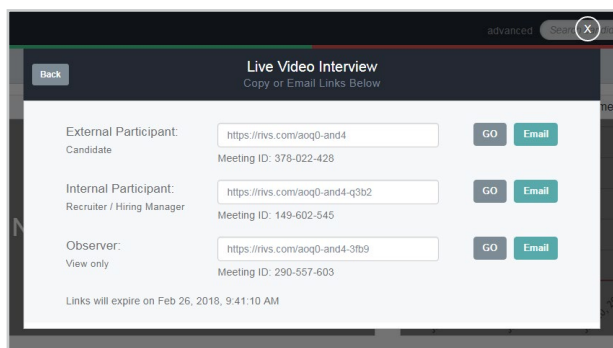 advanced
X
Back
Live Video Interview
Copy or Email Links Below
External Participant:
Candidate
https://rivs.com/aoq0-and4
GO
Email
Meeting ID: 378-022-428
Internal Participant:
Recruiter / Hiring Manager
https://rivs.com/aoq0-and4-q3b2
GO
Email
Meeting ID: 149-602-545
Observer:
View only
https://rivs.com/aoq0-and4-3fb9
GO
Email
Meeting ID: 290-557-603
Links will expire on Feb 26, 2018, 9:41:10 AM